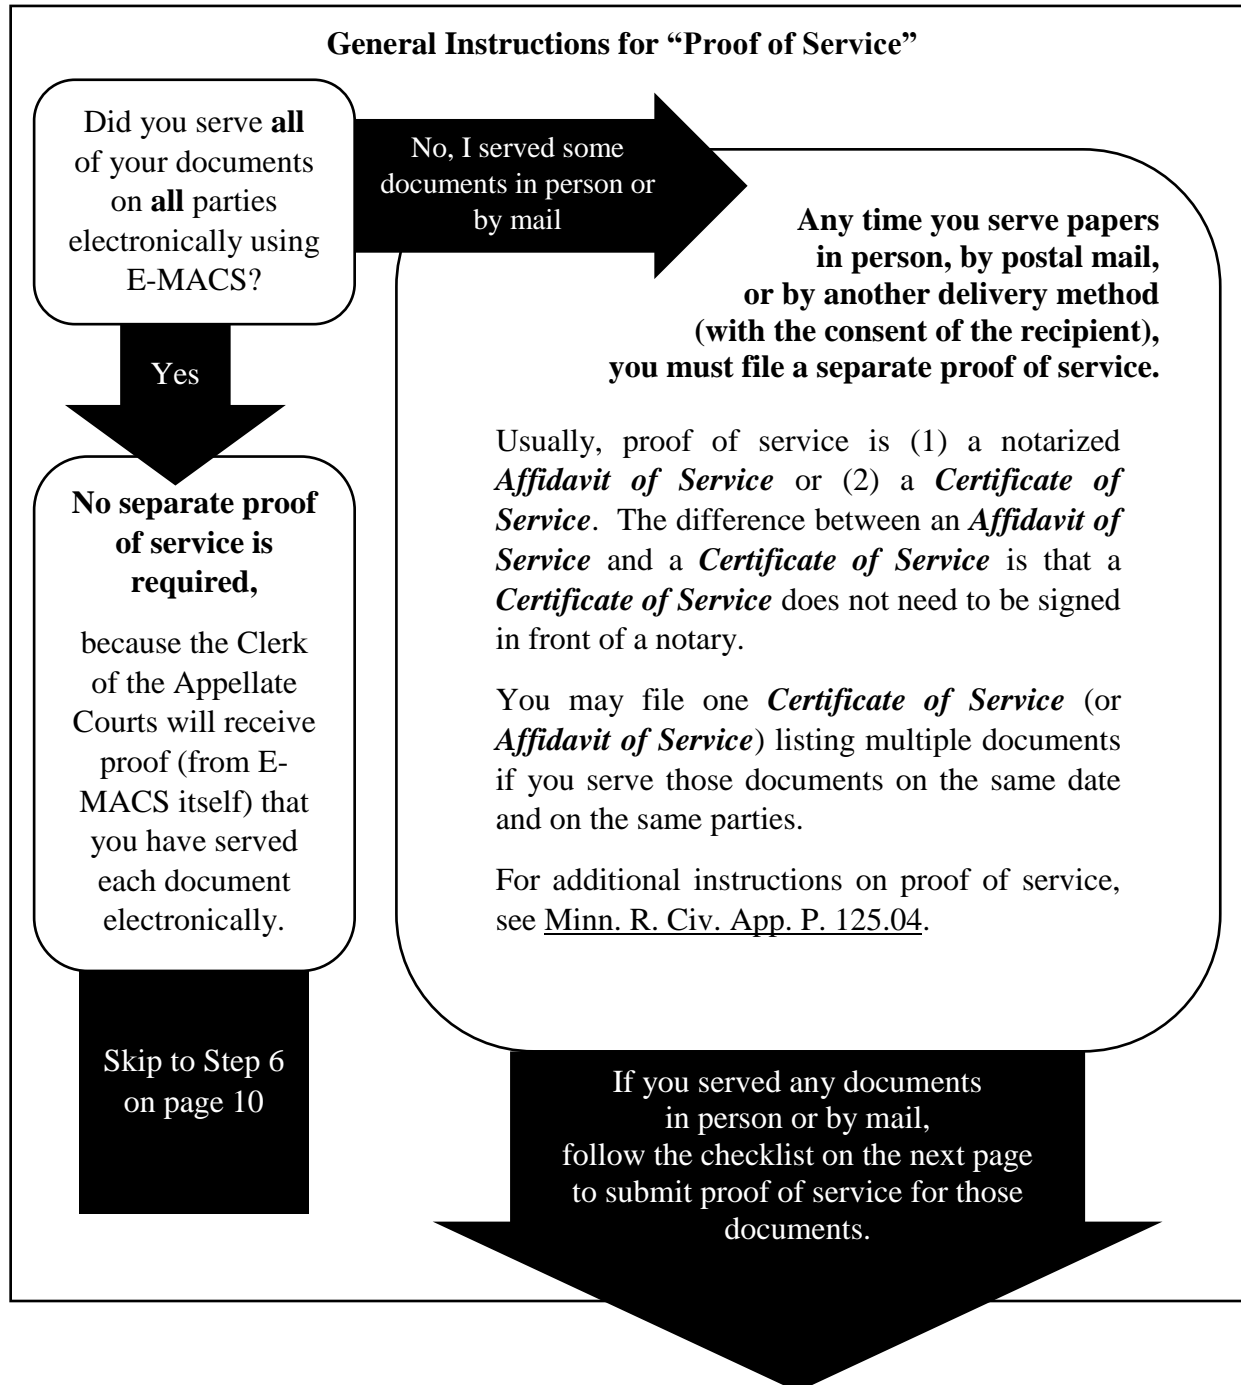 General Instructions for “Proof of Service”
Did you serve all
of your documents
on all parties
electronically using
E-MACS?
No, I served some
documents in person or
by mail
Yes
No separate proof
of service is
required,
because the Clerk
of the Appellate
Courts will receive
proof (from E-
MACS itself) that
you have served
each document
electronically.
Skip to Step 6
on page 10
Any time you serve papers
in person, by postal mail,
or by another delivery method
(with the consent of the recipient),
you must file a separate proof of service.
Usually, proof of service is (1) a notarized
Affidavit of Service or (2) a Certificate of
Service. The difference between an Affidavit of
Service and a Certificate of Service is that a
Certificate of Service does not need to be signed
in front of a notary.
You may file one Certificate of Service (or
Affidavit of Service) listing multiple documents
if you serve those documents on the same date
and on the same parties.
For additional instructions on proof of service,
see Minn. R. Civ. App. P. 125.04.
If you served any documents
in person or by mail,
follow the checklist on the next page
to submit proof of service for those
documents.